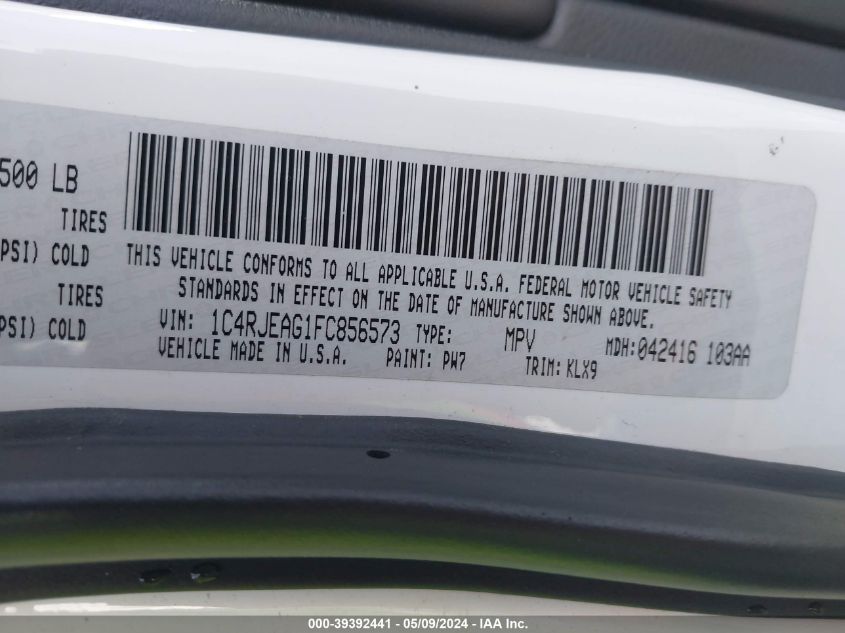 500 LB
TIRES
PSI) COLD
TIRES
PSI) COLD
THIS VEHICLE CONFORMS TO ALL APPLICABLE U.S.A. FEDERAL MOTOR VEHICLE SAFETY
STANDARDS IN EFFECT ON THE DATE OF MANUFACTURE SHOWN ABOVE.
VIN: 1C4RJEAG1FC856573 TYPE: MPV MDH:042416 103AA
VEHICLE MADE IN U.S.A. PAINT: PW7 TRIM: KLX9
000-39392441 - 05/09/2024 - IAA Inc.